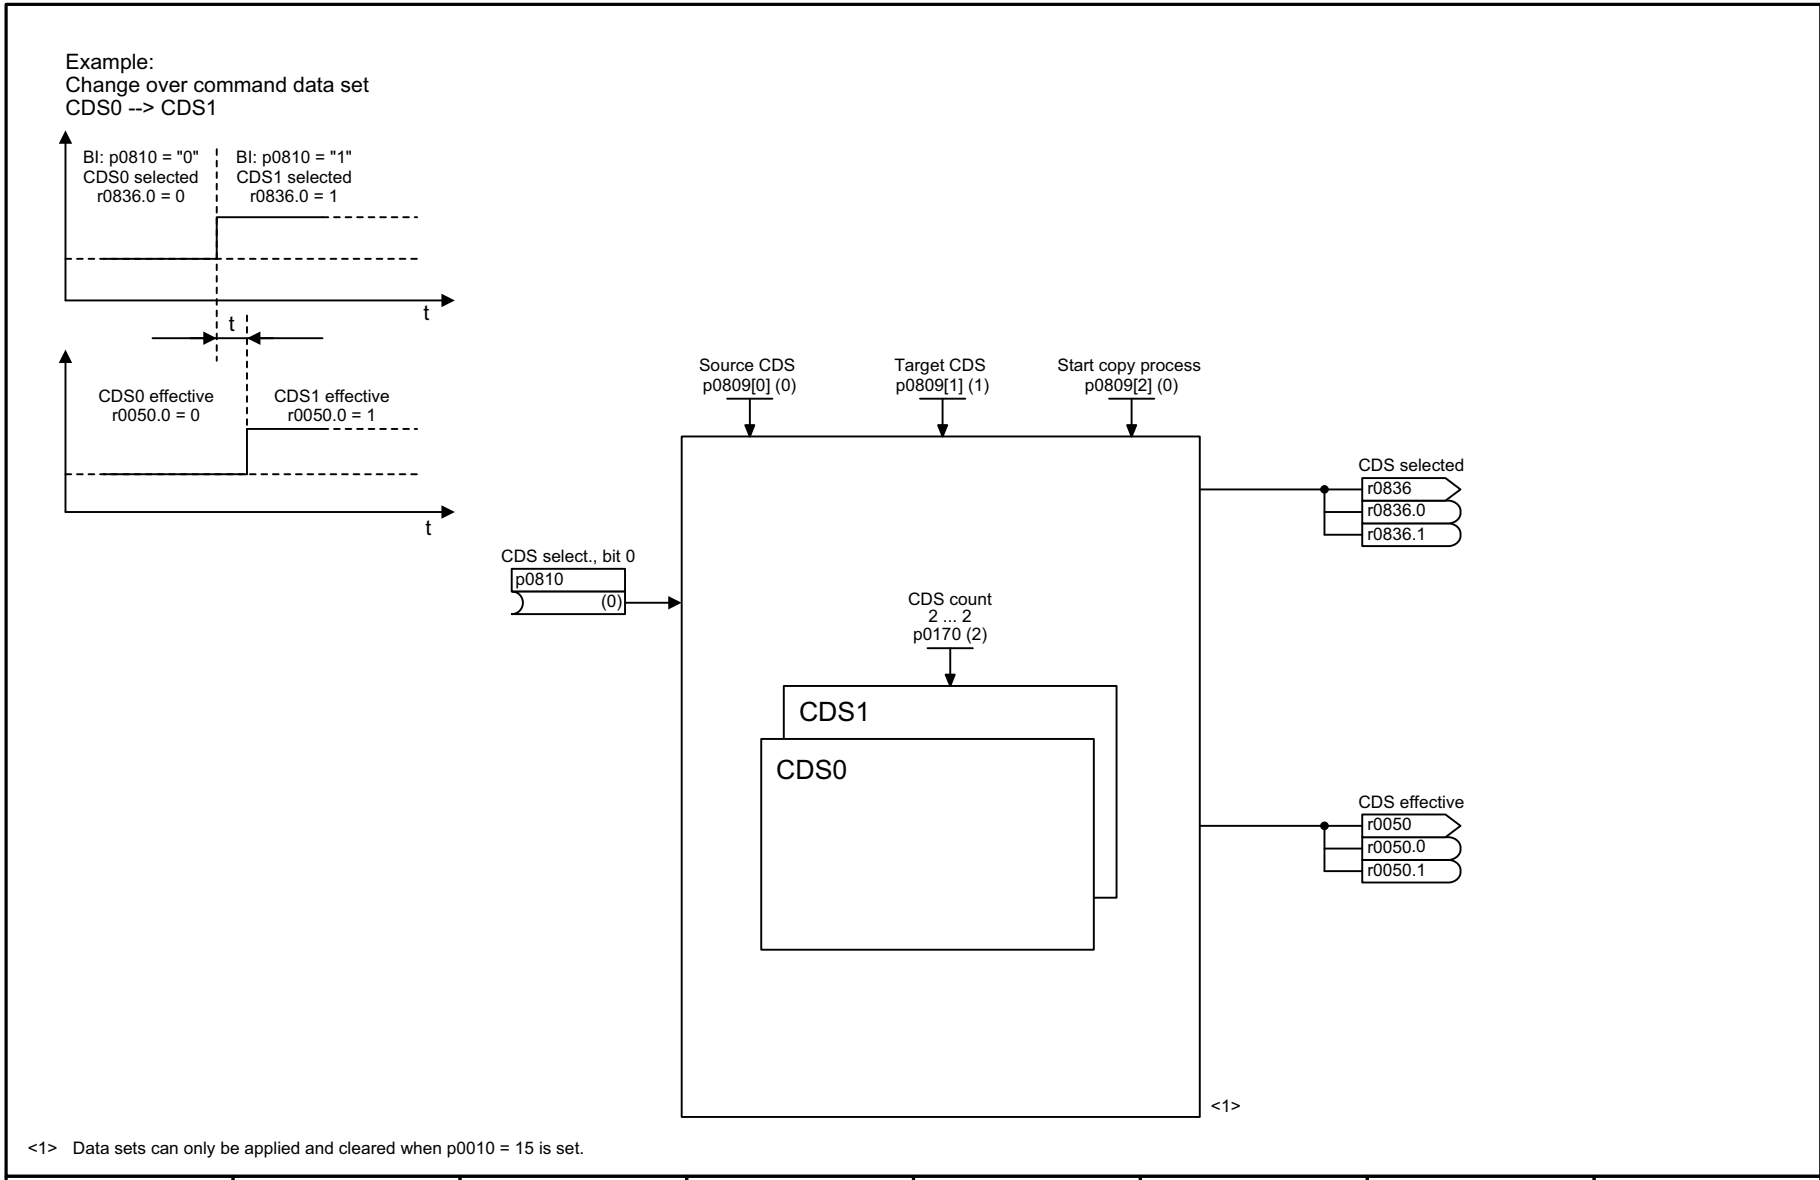 Example:
Change over command data set
CDS0 --> CDS1
BI: p0810 = "0"
CDS0 selected
r0836.0 = 0
BI: p0810 = "1"
CDS1 selected
r0836.0 = 1
t
t
CDS0 effective
r0050.0 = 0
CDS1 effective
r0050.0 = 1
t
Source CDS
p0809[0] (0)
Target CDS
p0809[1] (1)
Start copy process
p0809[2] (0)
CDS selected
r0836
r0836.0
r0836.1
CDS select., bit 0
p0810
(0)
CDS count
2 ... 2
p0170 (2)
CDS1
CDS0
CDS effective
r0050
r0050.0
r0050.1
<1>
<1> Data sets can only be applied and cleared when p0010 = 15 is set.